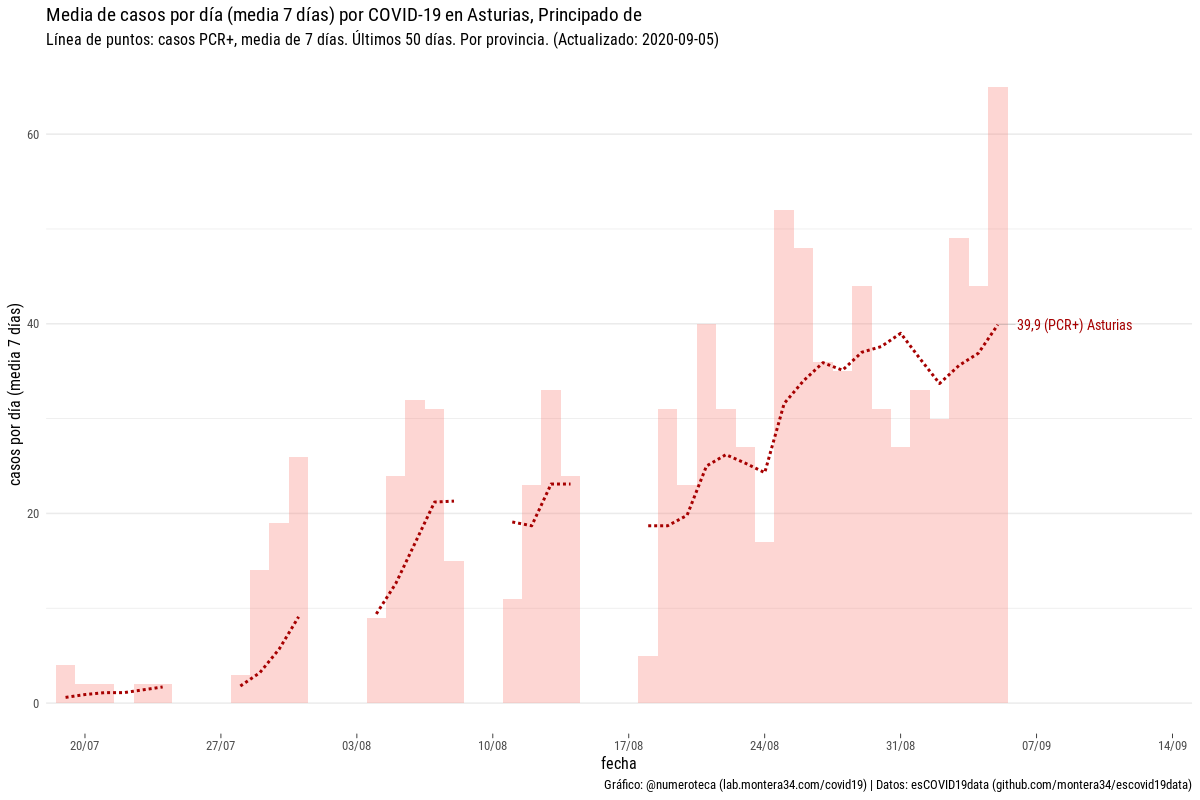 Media de casos por día (media 7 días) por COVID-19 en Asturias, Principado de
Línea de puntos: casos PCR+, media de 7 días. Últimos 50 días. Por provincia. (Actualizado: 2020-09-05)
casos por día (media 7 días)
60
40
20
0
39,9 (PCR+) Asturias
20/07
27/07
03/08
10/08
17/08
24/08
31/08
07/09
14/09
fecha
Gráfico: @numeroteca (lab.montera34.com/covid19) | Datos: esCOVID19data (github.com/montera34/escovid19data)